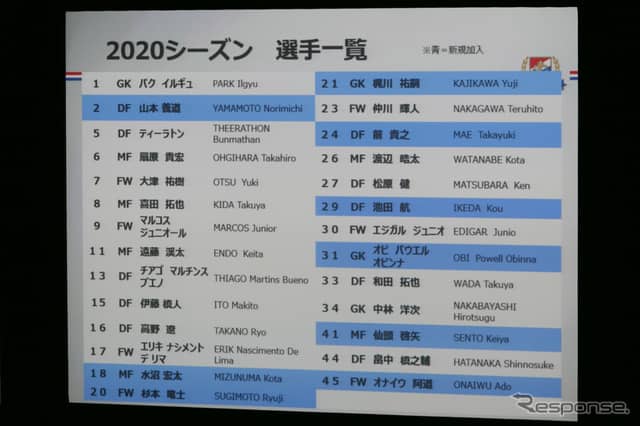 2020シーズン 選手一覧
※青＝新規加入
1 GK パク イルギュ PARK Ilgyu
2 DF 山本 義道 YAMAMOTO Norimichi
5 DF ティーラトン THEERATHON Bunmathan
6 MF 扇原 貴宏 OHGIHARA Takahiro
7 FW 大津 祐樹 OTSU Yuki
8 MF 喜田 拓也 KIDA Takuya
9 FW マルコス ジュニオール MARCOS Junior
11 MF 遠藤 渓太 ENDO Keita
13 DF チアゴ マルチンス ブエノ THIAGO Martins Bueno
15 DF 伊藤 槙人 ITO Makito
16 DF 高野 遼 TAKANO Ryo
17 FW エリキ ナシメント デ リマ ERIK Nascimento De Lima
18 MF 水沼 宏太 MIZUNUMA Kota
20 FW 杉本 竜士 SUGIMOTO Ryuji
21 GK 梶川 裕嗣 KAJIKAWA Yuji
23 FW 仲川 輝人 NAKAGAWA Teruhito
24 DF 前 貴之 MAE Takayuki
26 MF 渡辺 皓太 WATANABE Kota
27 DF 松原 健 MATSUBARA Ken
29 DF 池田 航 IKEDA Kou
30 FW エジガル ジュニオ EDIGAR Junio
31 GK オビ パウエル オビンナ OBI Powell Obinna
33 DF 和田 拓也 WADA Takuya
34 GK 中林 洋次 NAKABAYASHI Hirotsugu
41 MF 仙頭 啓矢 SENTO Keiya
44 DF 畠中 槙之輔 HATANAKA Shinnosuke
45 FW オナイウ 阿道 ONAIWU Ado
Response.